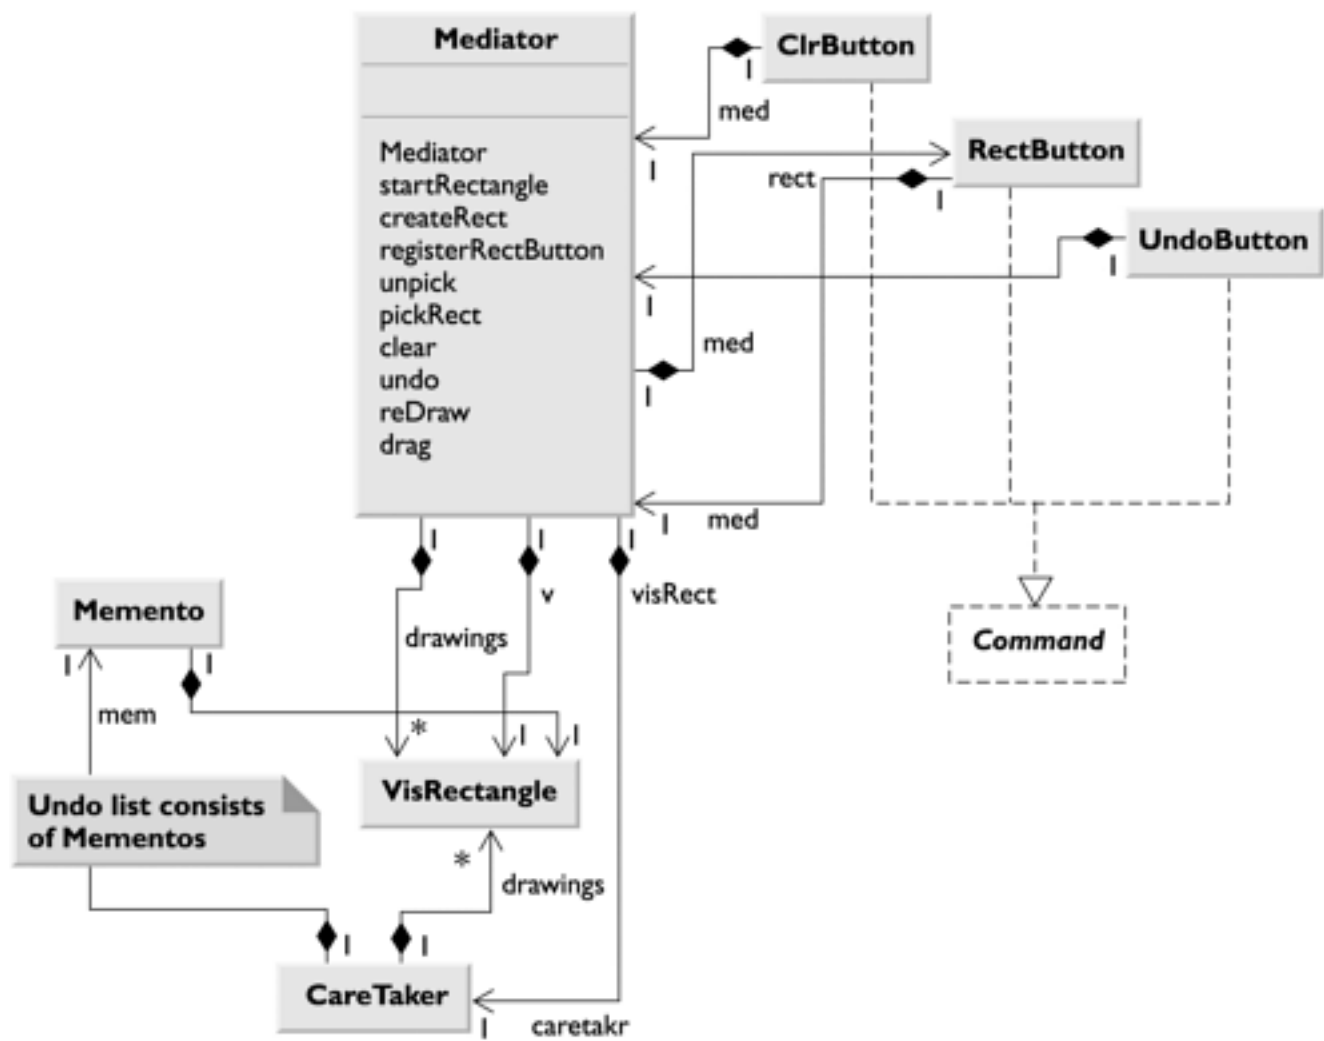 Mediator
ClrButton
I
med
Mediator
startRectangle
createRect
registerRectButton
unpick
pickRect
clear
undo
reDraw
drag
I
RectButton
rect
I
UndoButton
I
I
med
I
I
med
I
I
I
v
visRect
Command
Memento
I
I
drawings
mem
*
I
I
VisRectangle
Undo list consists
of Mementos
*
drawings
I
I
CareTaker
I
caretakr